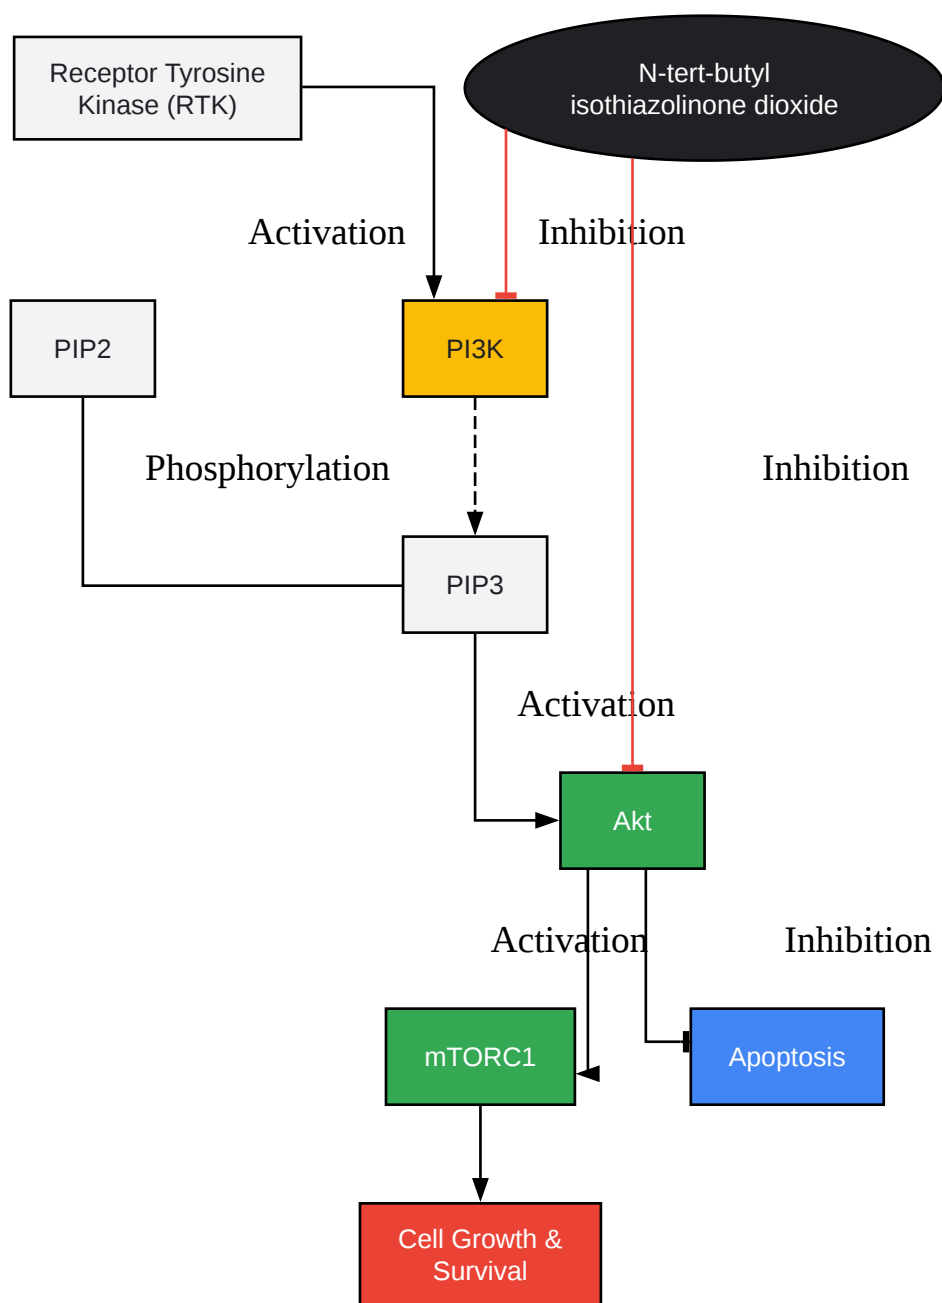 Receptor Tyrosine
Kinase (RTK)
N-tert-butyl
isothiazolinone dioxide
Activation
Inhibition
PIP2
PI3K
Phosphorylation
Inhibition
PIP3
Activation
Akt
Activation
Inhibition
mTORC1
Apoptosis
Cell Growth &
Survival